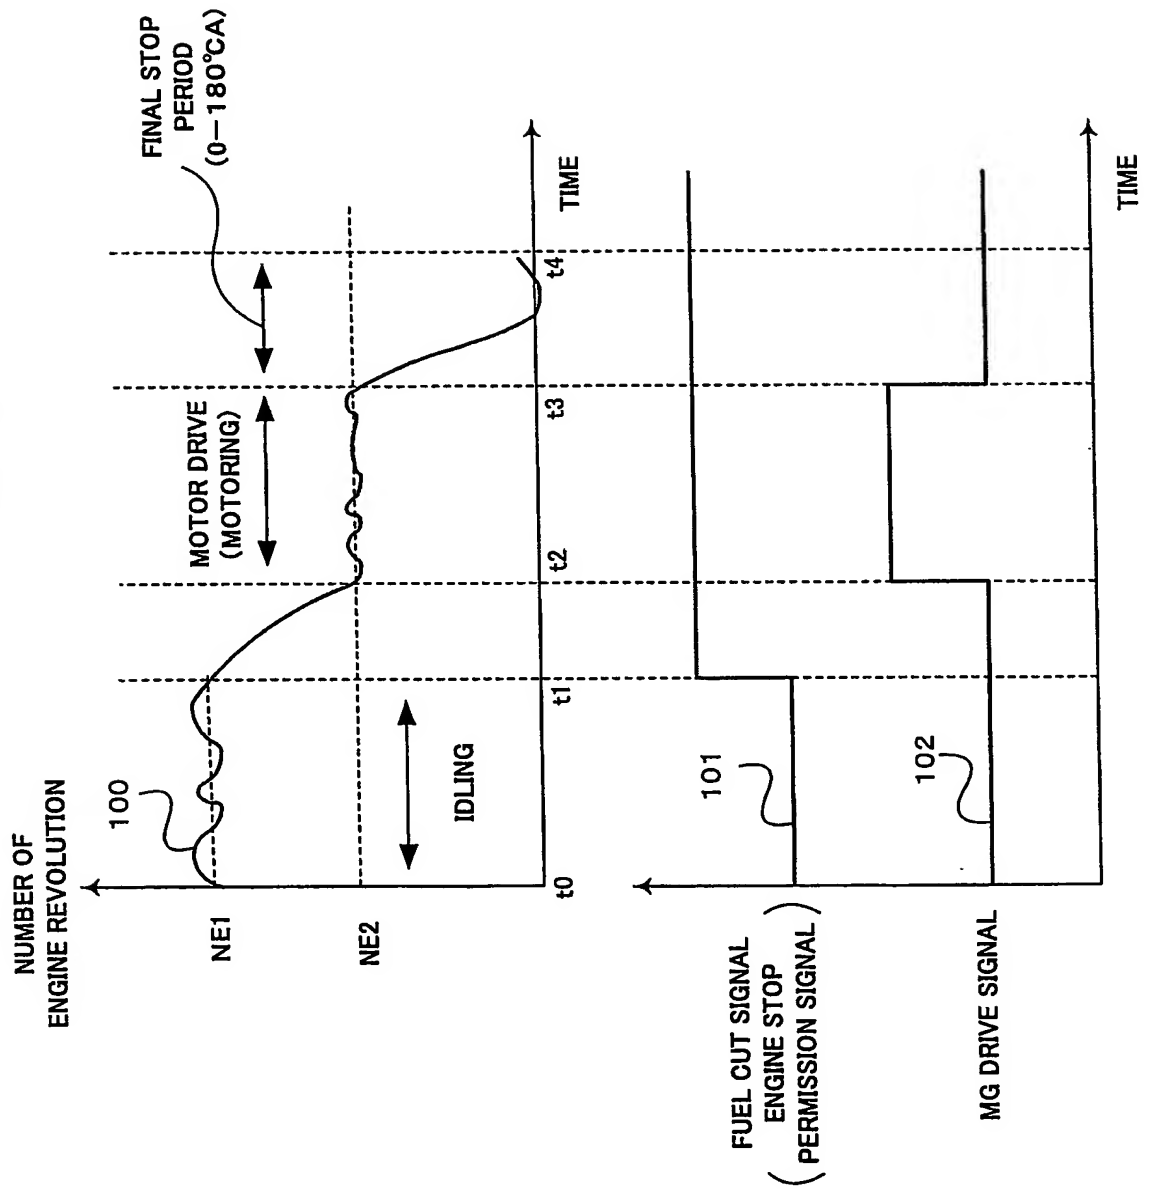 NUMBER OF
ENGINE REVOLUTION
100
NE1
NE2
IDLING
MOTOR DRIVE
(MOTORING)
FINAL STOP
PERIOD
(0—180°CA)
t0
t1
t2
t3
t4
TIME
FUEL CUT SIGNAL
ENGINE STOP
PERMISSION SIGNAL
101
MG DRIVE SIGNAL
102
TIME